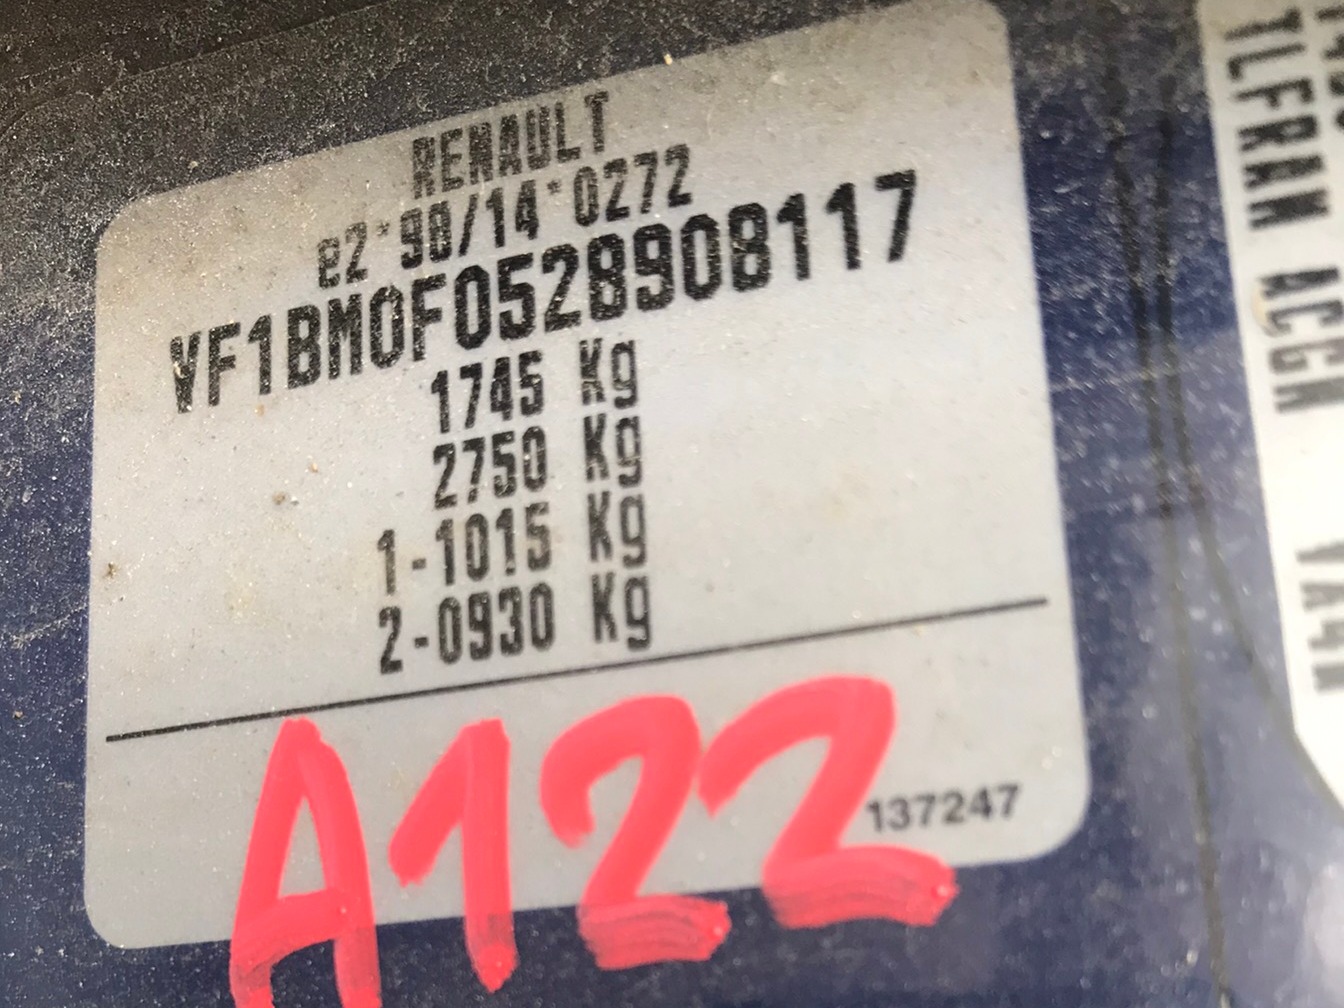 RENAULT
e2*98/14*0272
VF1BM0F0528908117
1745 Kg
2750 Kg
1-1015 Kg
2-0930 Kg
A122
137247